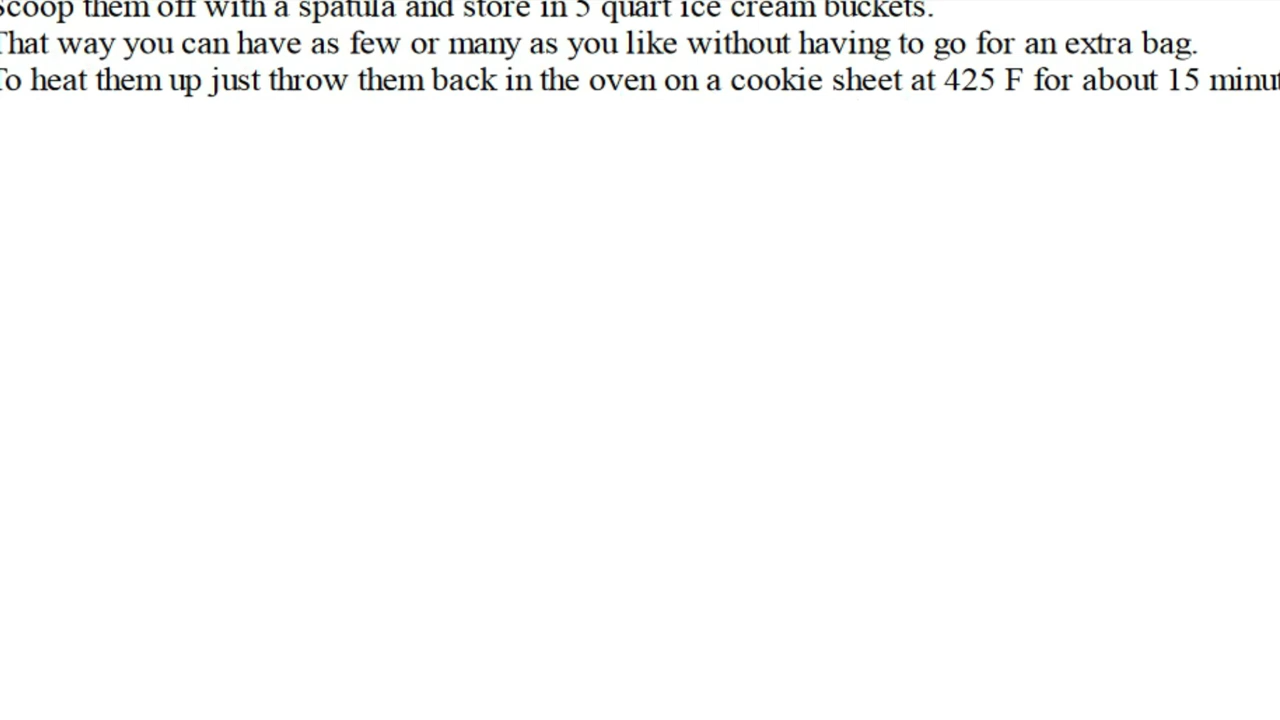 Scoop them off with a spatula and store in 5 quart ice cream buckets.
That way you can have as few or many as you like without having to go for an extra bag.
To heat them up just throw them back in the oven on a cookie sheet at 425 F for about 15 minut